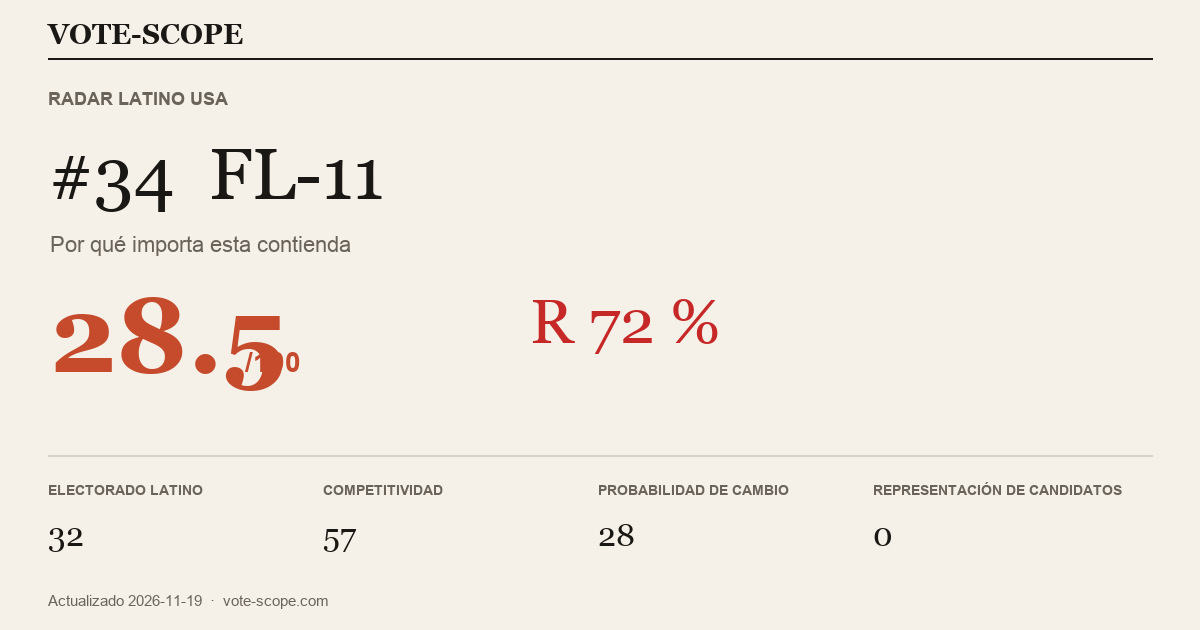 VOTE-SCOPE
RADAR LATINO USA
#34 FL-11
Por qué importa esta contienda
28.5 R 72 %
ELECTORADO LATINO COMPETITIVIDAD PROBABILIDAD DE CAMBIO REPRESENTACIÓN DE CANDIDATOS
32 57 28 0
Actualizado 2026-11-19 · vote-scope.com